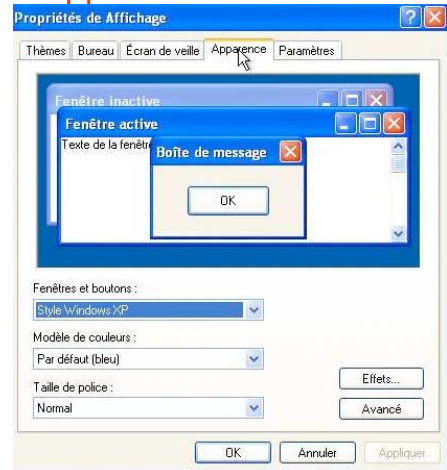 Propriétés de Affichage
Thèmes Bureau Écran de veille Apparence Paramètres
Fenêtre inactive
Fenêtre active
Texte de la fenêtr
Boîte de message
OK
Fenêtres et boutons :
Style Windows XP
Modèle de couleurs :
Par défaut (bleu)
Taille de police :
Normal
Effets...
Avancé
OK Annuler Appliquer